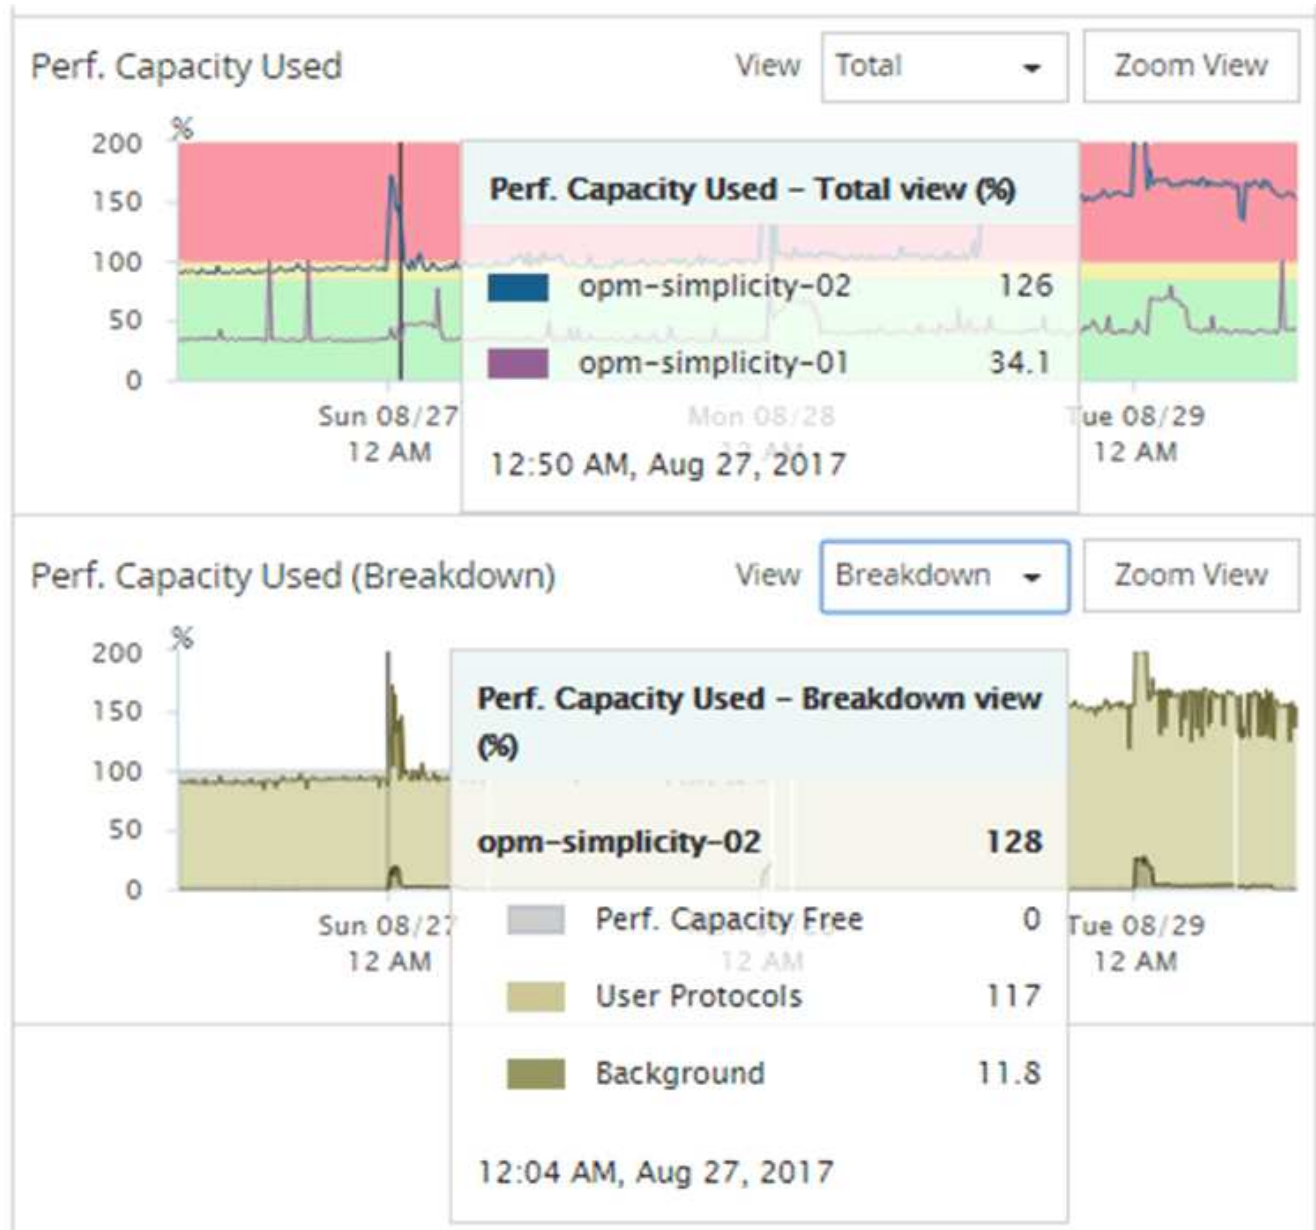 Perf. Capacity Used View Total Zoom View
%
200
150
100
50
0
Perf. Capacity Used – Total view (%)
opm-simplicity-02 126
opm-simplicity-01 34.1
12:50 AM, Aug 27, 2017
Sun 08/27 Mon 08/28 Tue 08/29
12 AM 12 AM 12 AM
Perf. Capacity Used (Breakdown) View Breakdown Zoom View
%
200
150
100
50
0
Perf. Capacity Used – Breakdown view
(%)
opm-simplicity-02 128
Perf. Capacity Free 0
User Protocols 117
Background 11.8
12:04 AM, Aug 27, 2017
Sun 08/27 Tue 08/29
12 AM 12 AM 12 AM